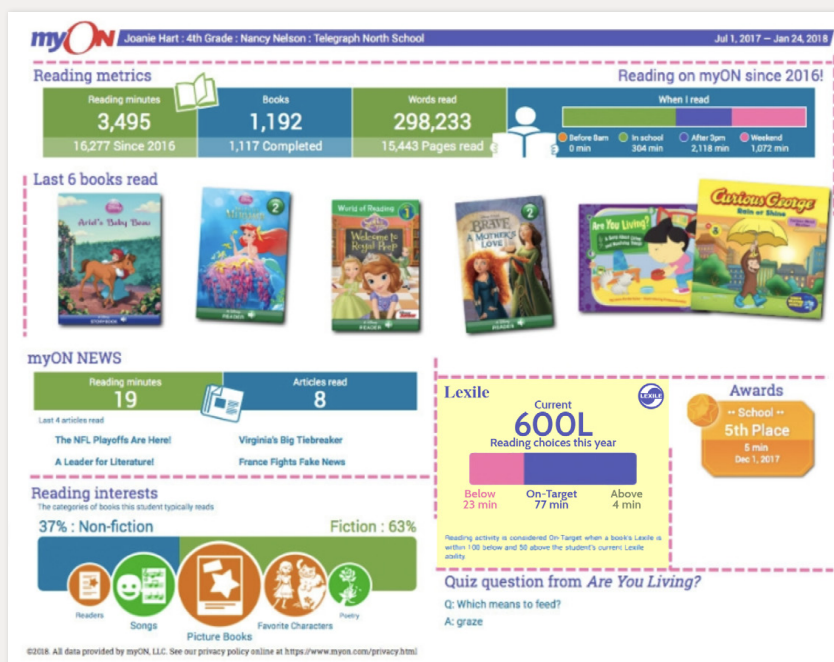 myON
Joanie Hart : 4th Grade : Nancy Nelson : Telegraph North School
Jul 1, 2017 — Jan 24, 2018
Reading metrics
Reading on myON since 2016!
Reading minutes
3,495
16,277 Since 2016
Books
1,192
1,117 Completed
Words read
298,233
15,443 Pages read
When I read
Before 8am
0 min
In school
304 min
After 3pm
2,118 min
Weekend
1,072 min
Last 6 books read
Ariel's Baby Beau
STORYBOOK
2
READER
World of Reading
1
Welcome to
Royal Prep
READER
2
BRAVE
A MOTHER'S
LOVE
READER
Are You Living?
Curious George
Rain or Shine
myON NEWS
Reading minutes
19
Articles read
8
Last 4 articles read
The NFL Playoffs Are Here!
Virginia's Big Tiebreaker
A Leader for Literature!
France Fights Fake News
Lexile
LEXILE
Current
600L
Reading choices this year
Below
23 min
On-Target
77 min
Above
4 min
Reading activity is considered On-Target when a book's Lexile is
within 100 below and 50 above the student's current Lexile
ability.
Awards
•• School ••
5th Place
5 min
Dec 1, 2017
Reading interests
The categories of books this student typically reads
37% : Non-fiction
Fiction : 63%
Readers
Songs
Picture Books
Favorite Characters
Poetry
Quiz question from Are You Living?
Q: Which means to feed?
A: graze
©2018. All data provided by myON, LLC. See our privacy policy online at https://www.myon.com/privacy.html